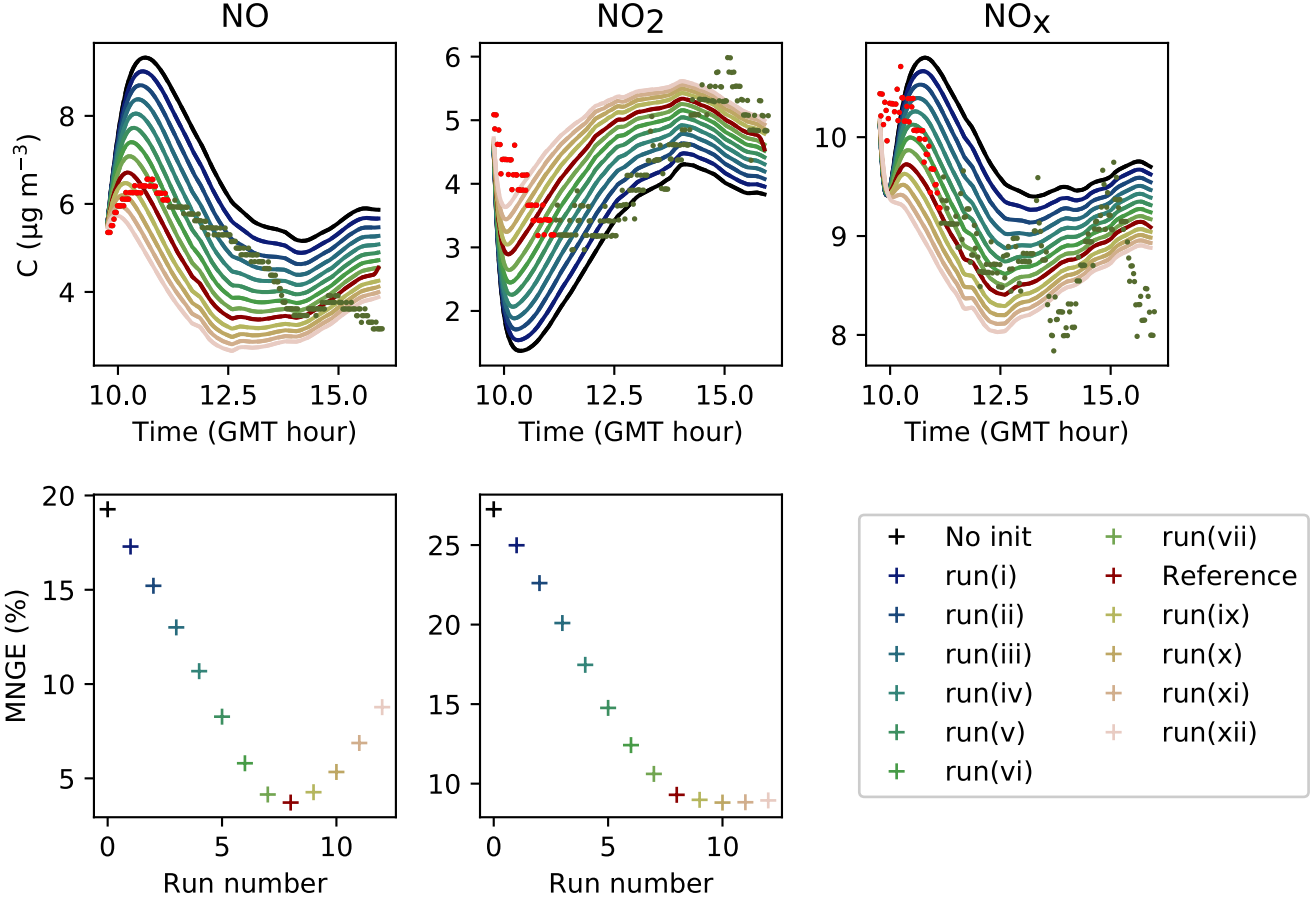 NO
NO2
NOx
C (µg m−3)
8
6
4
6
5
4
3
2
10
9
8
10.0 12.5 15.0
10.0 12.5 15.0
10.0 12.5 15.0
Time (GMT hour)
Time (GMT hour)
Time (GMT hour)
MNGE (%)
20
15
10
5
25
20
15
10
0 5 10
0 5 10
Run number
Run number
No init
run(i)
run(ii)
run(iii)
run(iv)
run(v)
run(vi)
run(vii)
Reference
run(ix)
run(x)
run(xi)
run(xii)